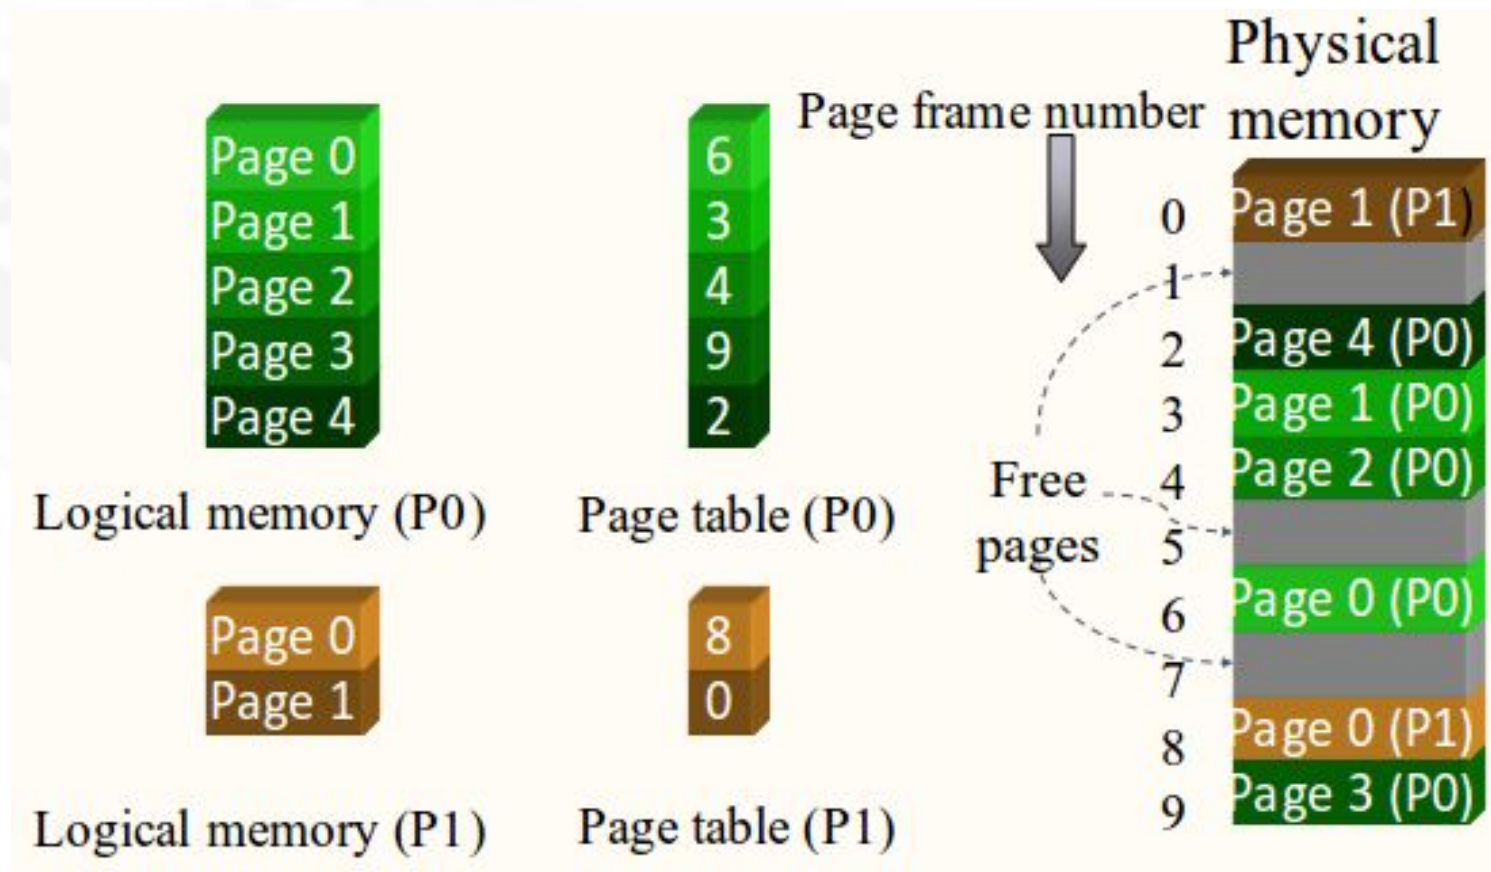 Physical
memory
Page frame number
Page 0
Page 1
Page 2
Page 3
Page 4
Logical memory (P0)
6
3
4
9
2
Page table (P0)
Page 0
Page 1
Logical memory (P1)
8
0
Page table (P1)
Free
pages
0 Page 1 (P1)
1
2 Page 4 (P0)
3 Page 1 (P0)
4 Page 2 (P0)
5
6 Page 0 (P0)
7
8 Page 0 (P1)
9 Page 3 (P0)